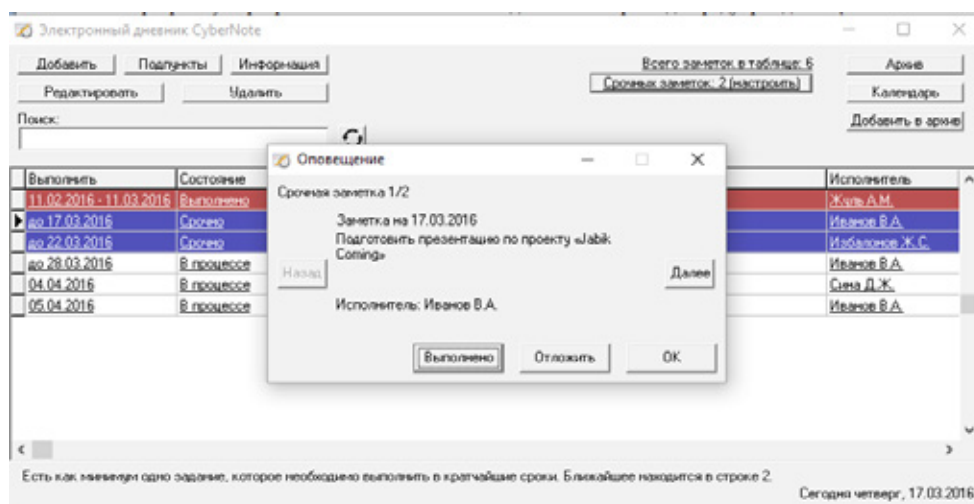 Электронный дневник CyberNote
Добавить Подпункты Информация
Всего заметок в таблице: 6
Архив
Редактировать Удалить
Срочных заметок: 2 (настроить)
Календарь
Поиск:
Добавить в архив
Оповещение
Выполнить Состояние Исполнитель
11.02.2016 - 11.03.2016 Выполнено Жуль А.М.
до 17.03.2016 Срочно Иванов В.А.
до 22.03.2016 Срочно Избалонов Ж.С.
до 28.03.2016 В процессе Иванов В.А.
04.04.2016 В процессе Сина Д.Ж.
05.04.2016 В процессе Иванов В.А.
Срочная заметка 1/2
Заметка на 17.03.2016
Подготовить презентацию по проекту «Jabik
Coming»
Назад Далее
Исполнитель: Иванов В.А.
Выполнено Отложить OK
Есть как минимум одно задание, которое необходимо выполнить в кратчайшие сроки. Ближайшее находится в строке 2.
Сегодня четверг, 17.03.2016